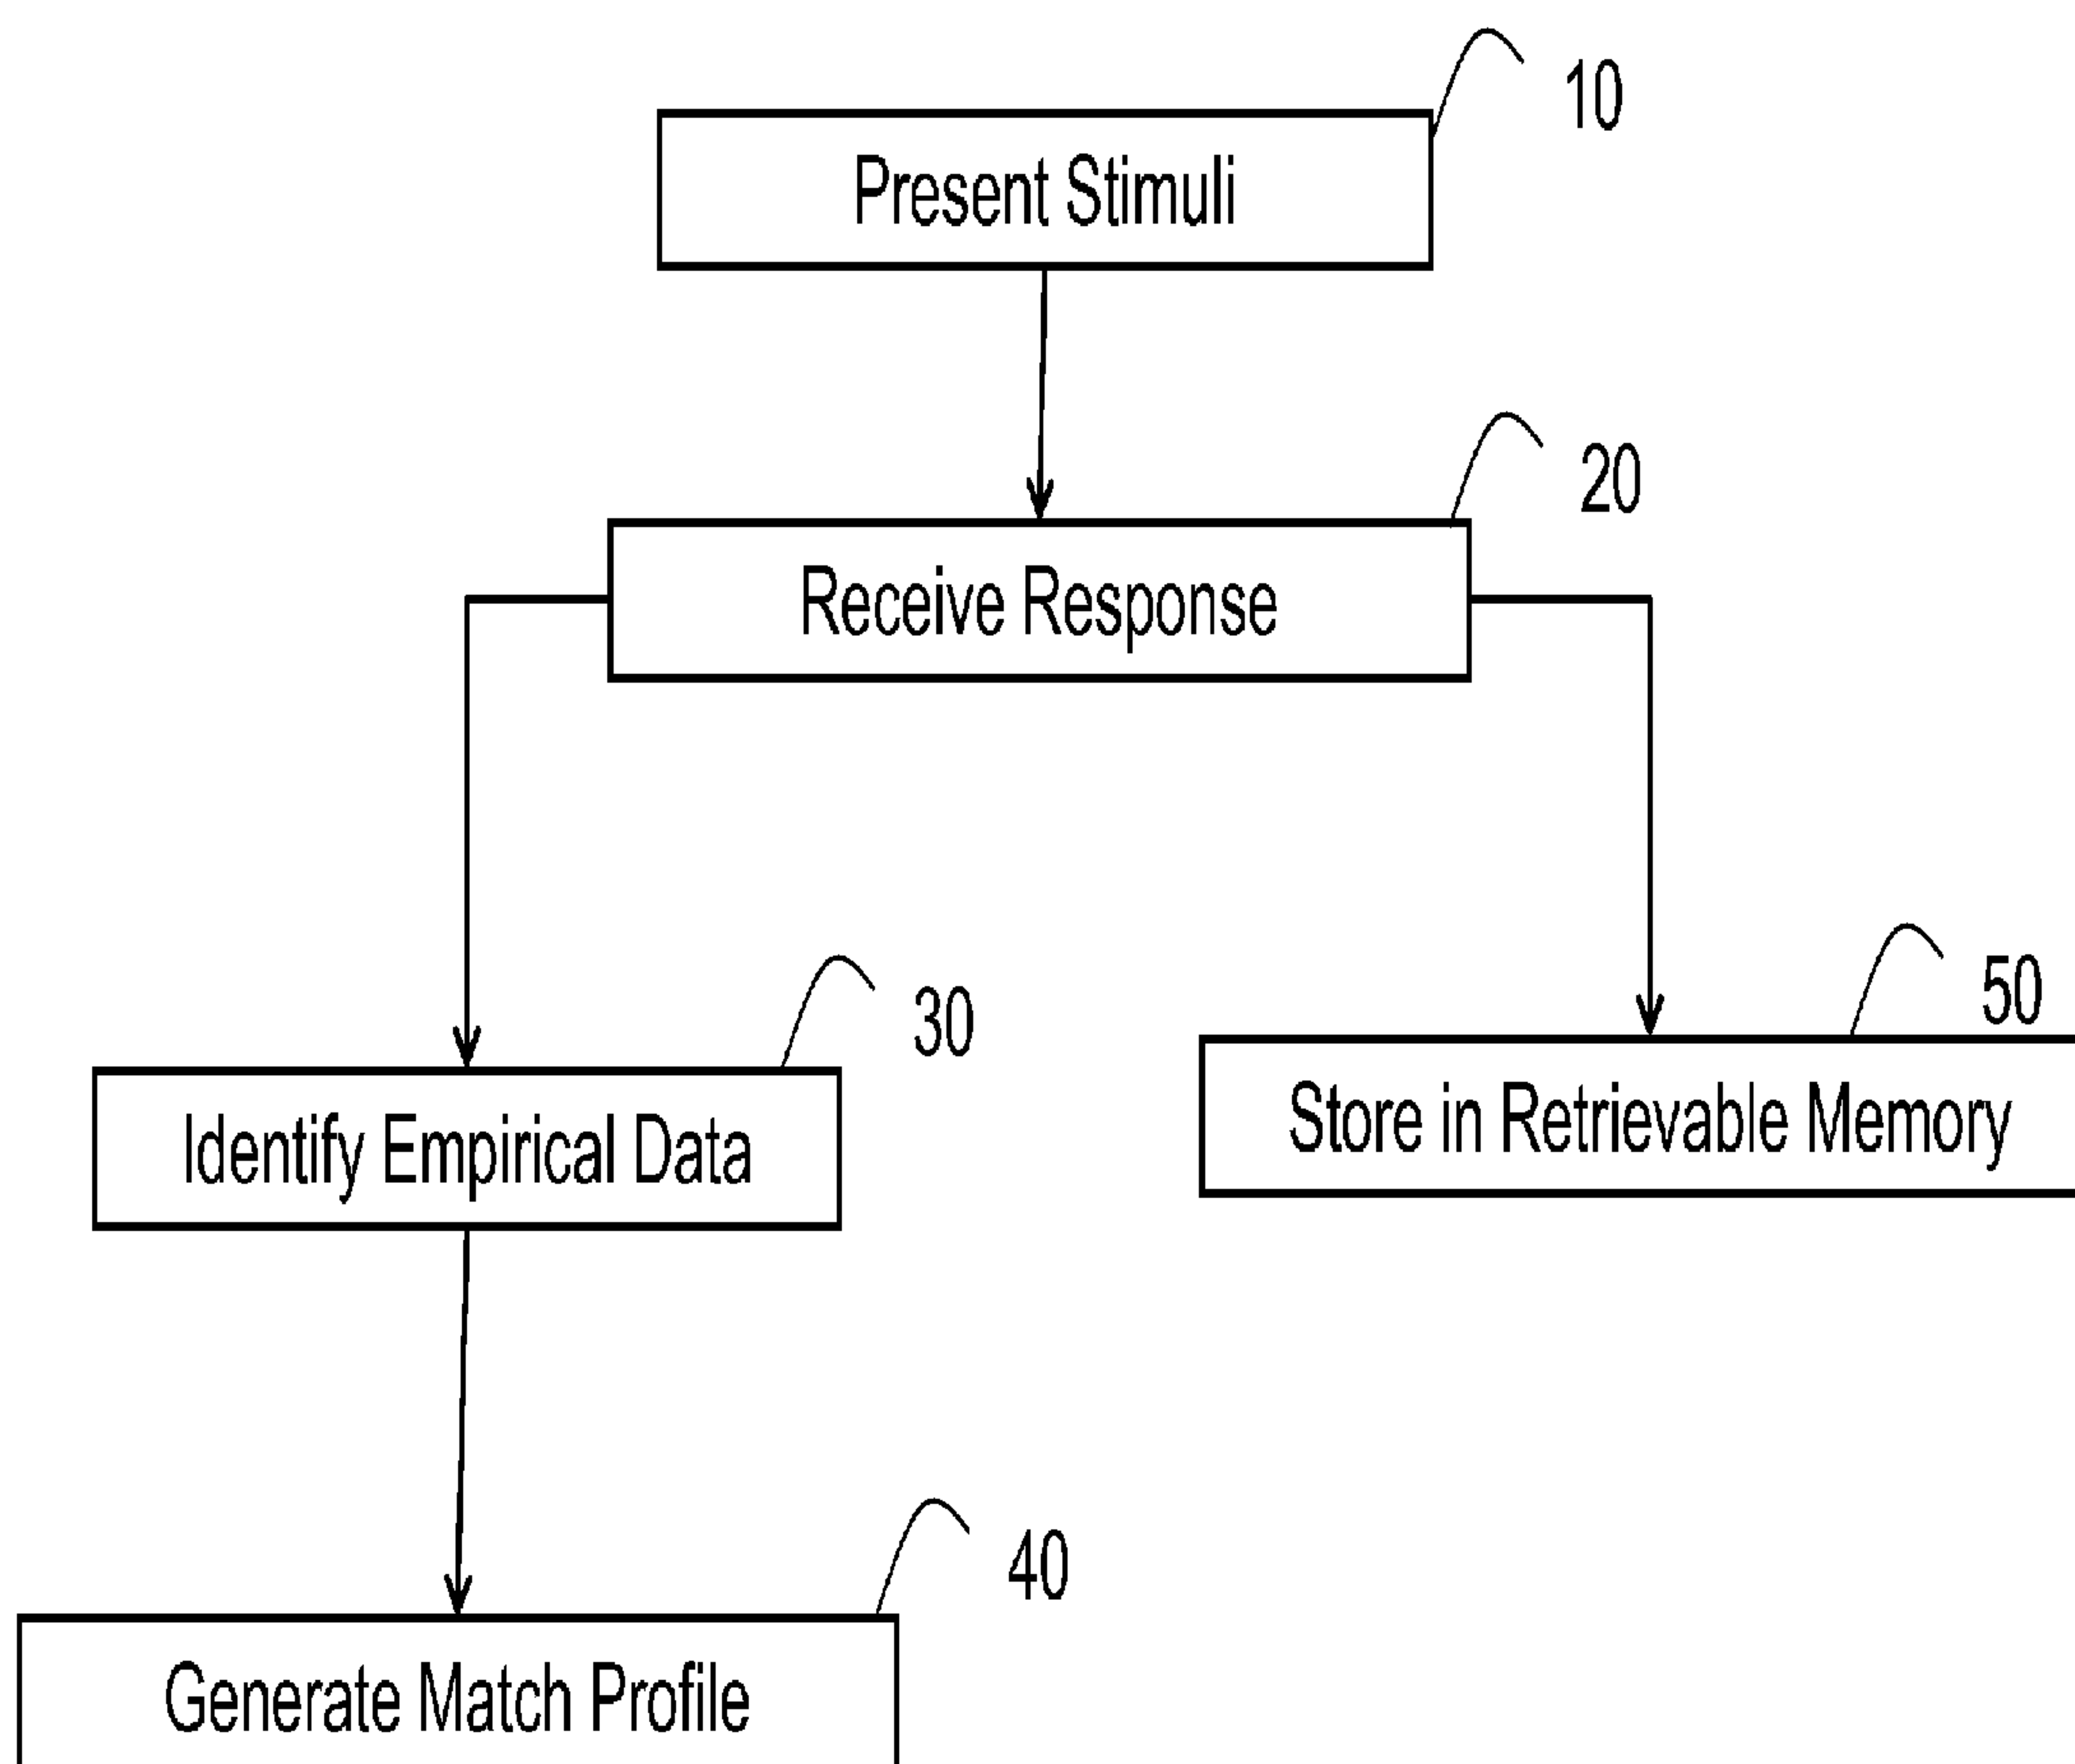 10
Present Stimuli
20
Receive Response
30
50
Identify Empirical Data
Store in Retrievable Memory
40
Generate Match Profile